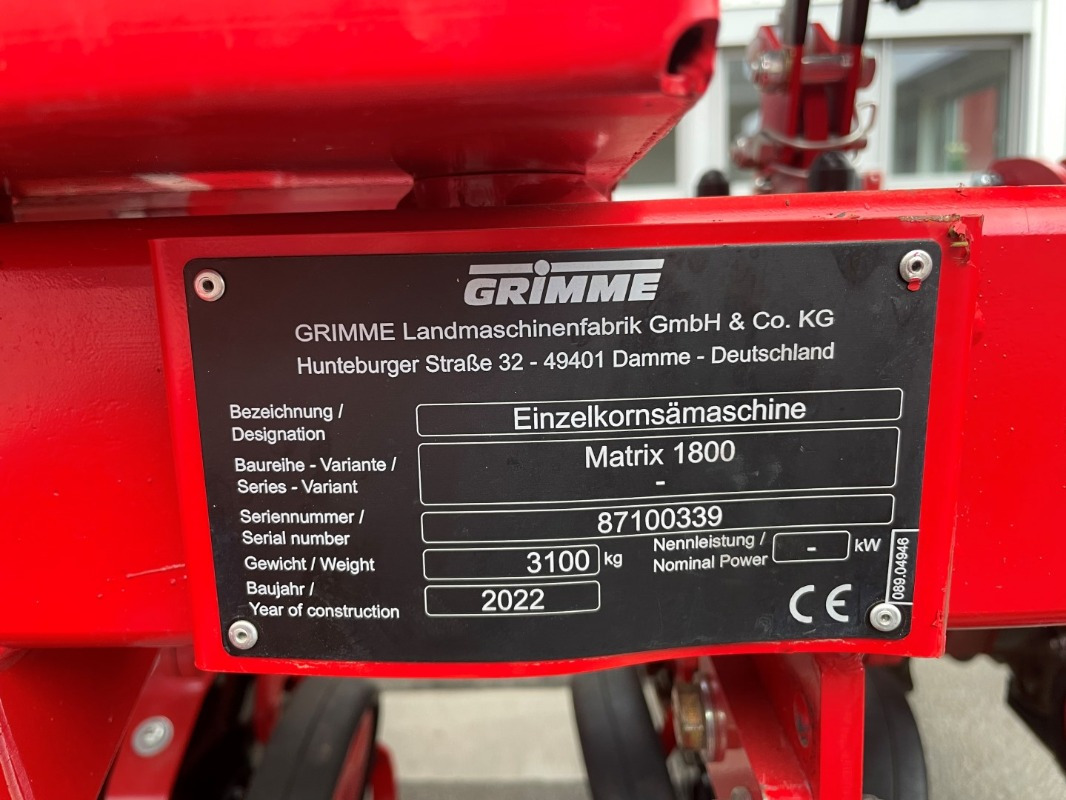 GRIMME
GRIMME Landmaschinenfabrik GmbH & Co. KG
Hunteburger Straße 32 - 49401 Damme - Deutschland
Bezeichnung /
Designation
Einzelkornsämaschine
Baureihe - Variante /
Series - Variant
Matrix 1800
-
Seriennummer /
Serial number
87100339
Gewicht / Weight
3100 kg
Nennleistung /
Nominal Power
- kW
Baujahr /
Year of construction
2022
CE
089.04946